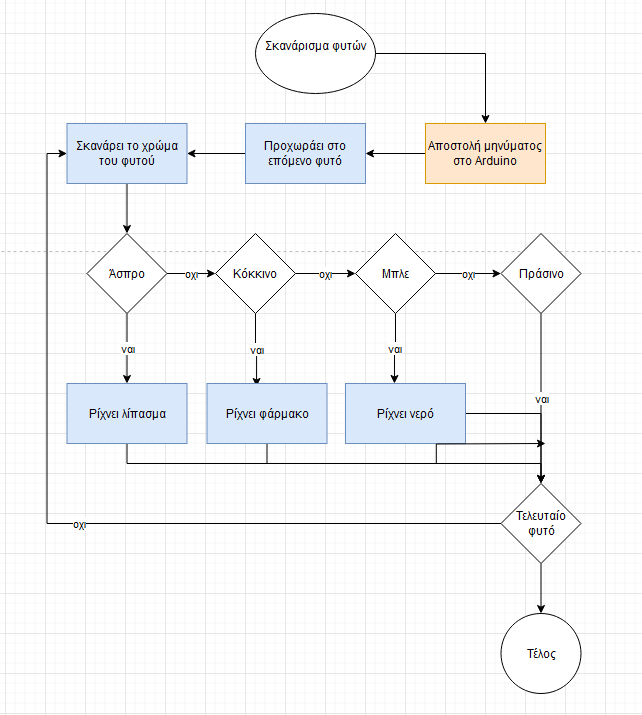 Σκανάρισμα φυτών
Σκανάρει το χρώμα
του φυτού
Προχωράει στο
επόμενο φυτό
Αποστολή μηνύματος
στο Arduino
Άσπρο
οχι
Κόκκινο
οχι
Μπλε
οχι
Πράσινο
ναι
ναι
ναι
ναι
Ρίχνει λίπασμα
Ρίχνει φάρμακο
Ρίχνει νερό
Τελευταίο
φυτό
οχι
Τέλος